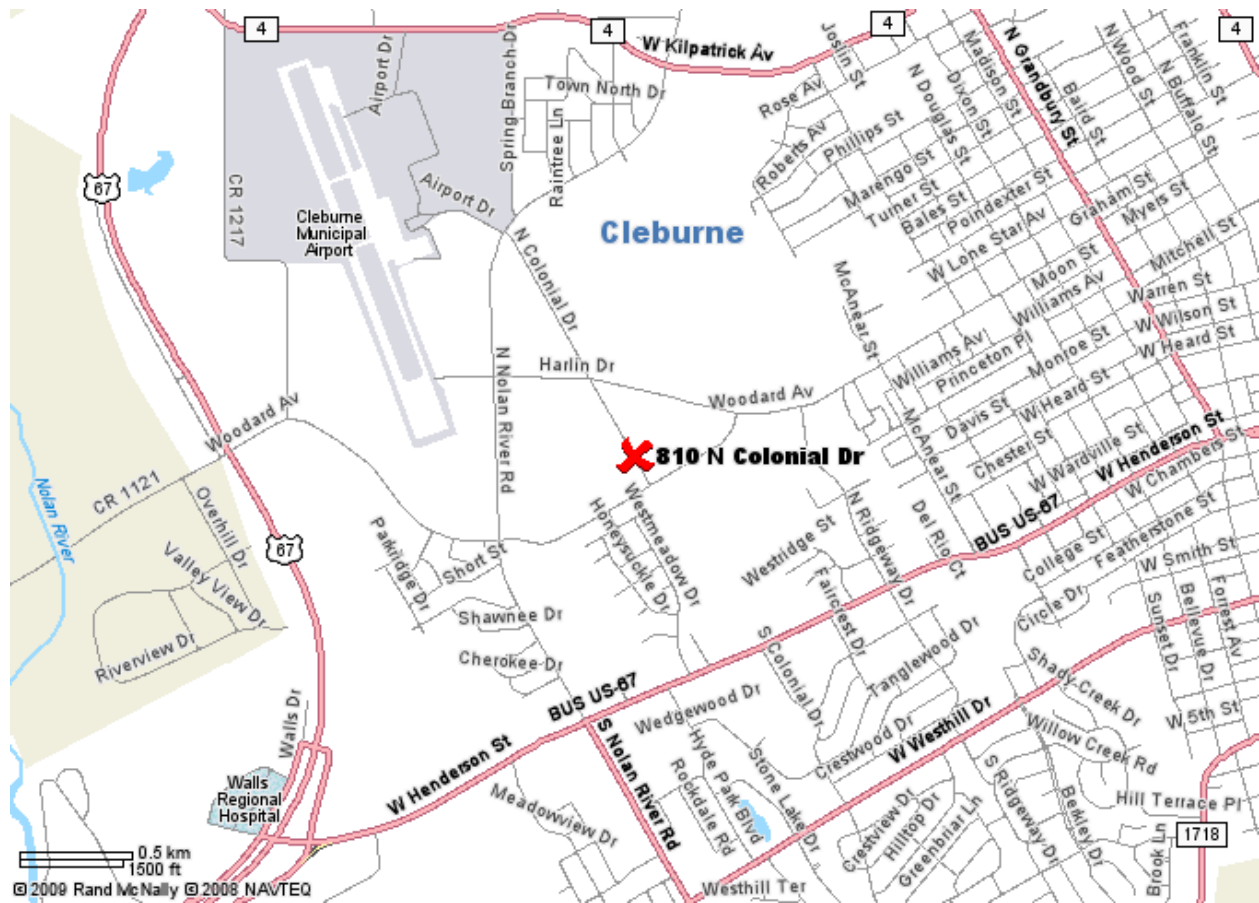 4
4
4
4
W Kilpatrick Av
Airport Dr
Spring-Branch-Dr
Town North Dr
Raintree Ln
Joslin St
Rose Av
Roberts Av
Phillips St
N Douglas St
Dixon St
Madison St
N Grandbury St
Baird St
N Wood St
N Buffalo St
Franklin St
67
CR 1217
Airport Dr
Cleburne
Municipal
Airport
Cleburne
N Colonial Dr
Marengo St
Turner St
Bales St
Poindexter St
W Lone Star Av
Graham St
Myers St
Mitchell St
Moon St
Williams Av
Warren St
W Wilson St
W Heard St
McAnear St
Williams Av
Princeton Pl
Monroe St
W Heard St
Davis St
Chester St
W Wardville St
W Henderson St
W Chambers St
McAnear St
N Nolan River Rd
Harlin Dr
Woodard Av
Woodard Av
810 N Colonial Dr
CR 1121
Overhill Dr
Nolan River
67
Valley View Dr
Riverview Dr
Parkridge Dr
Short St
Shawnee Dr
Cherokee Dr
Honeysuckle Dr
Westmeadow Dr
Westridge St
Faircrest Dr
N Ridgeway Dr
Del Rio Ct
BUS US-67
College St
Featherstone St
W Smith St
Circle Dr
Sunset Dr
Bellevue Dr
Forrest Av
S Colonial Dr
Tanglewood Dr
Shady-Creek Dr
W 5th St
Willow Creek Rd
BUS US-67
Wedgewood Dr
Crestwood Dr
W Westhill Dr
Walls Dr
Walls
Regional
Hospital
W Henderson St
Meadowview Dr
S Nolan River Rd
Rockdale Rd
Hyde Park Blvd
Stone Lake Dr
Crestview Dr
Hilltop Dr
Greenbriar Ln
S Ridgeway Dr
Berkley Dr
Hill Terrace Pl
Brook Ln
1718
Westhill Ter
0.5 km
1500 ft
© 2009 Rand McNally © 2008 NAVTEQ